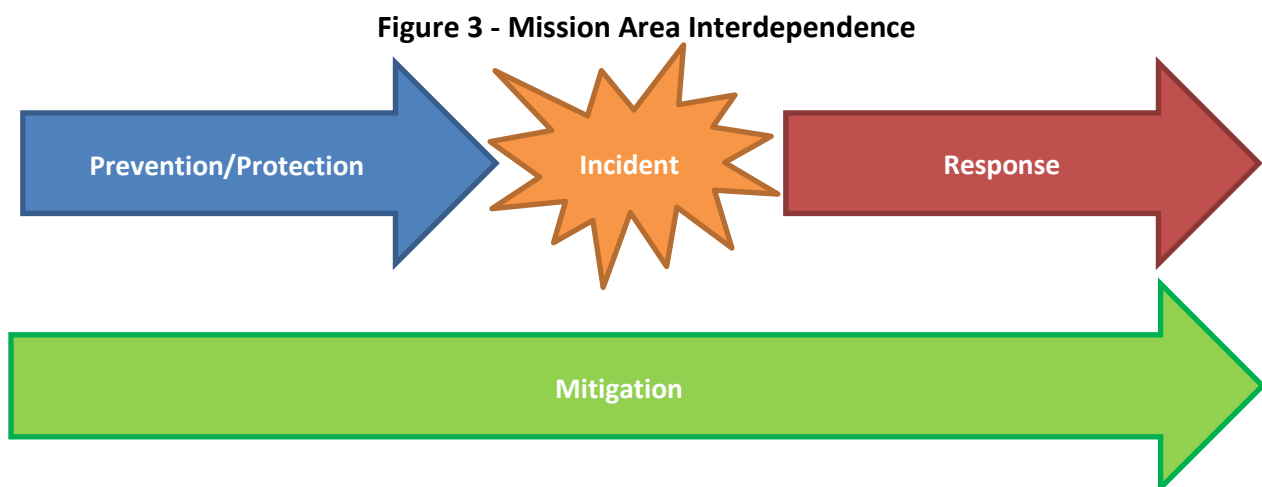 Figure 3 - Mission Area Interdependence
Prevention/Protection
Incident
Response
Mitigation